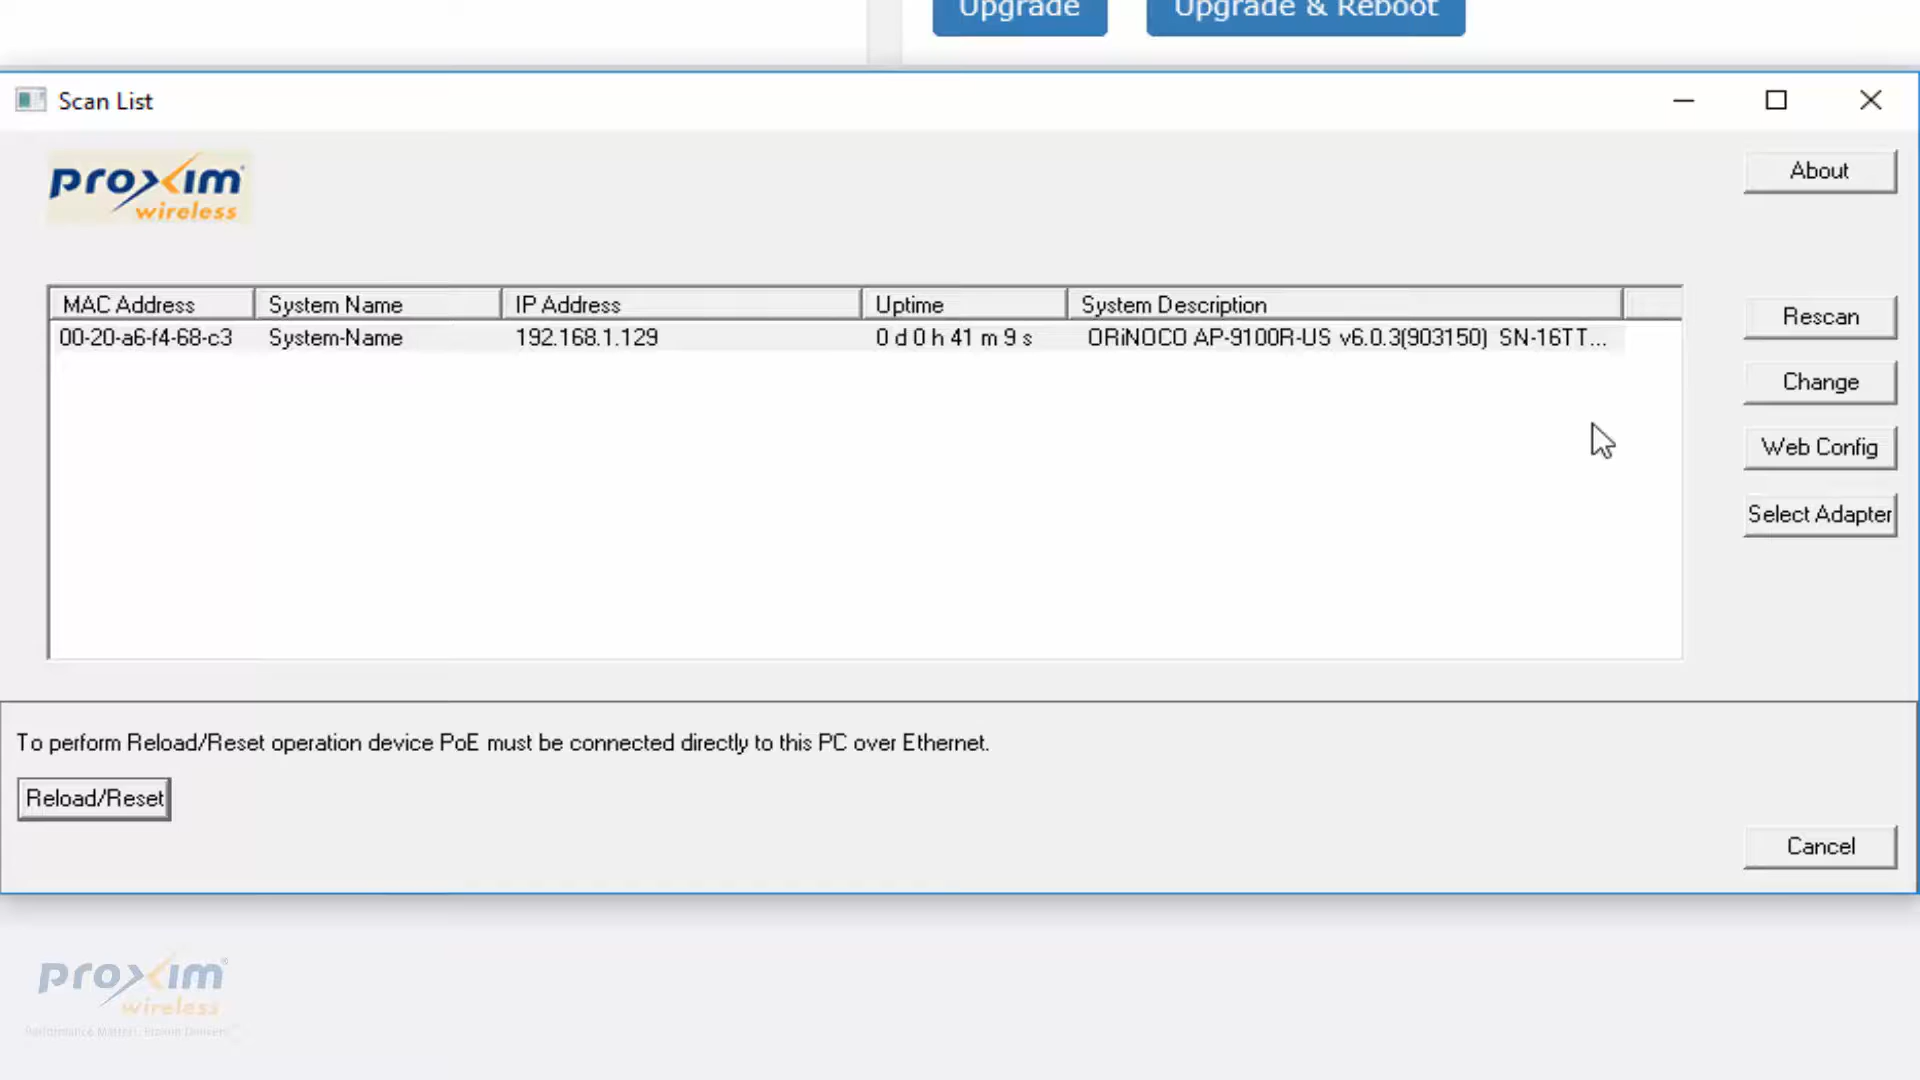 Upgrade Upgrade & Reboot
Scan List
proxim
wireless
About
MAC Address System Name IP Address Uptime System Description
00-20-a6-f4-68-c3 System-Name 192.168.1.129 0 d 0 h 41 m 9 s ORiNOCO AP-9100R-US v6.0.3(903150) SN-16TT...
Rescan
Change
Web Config
Select Adapter
To perform Reload/Reset operation device PoE must be connected directly to this PC over Ethernet.
Reload/Reset
Cancel
proxim®
wireless